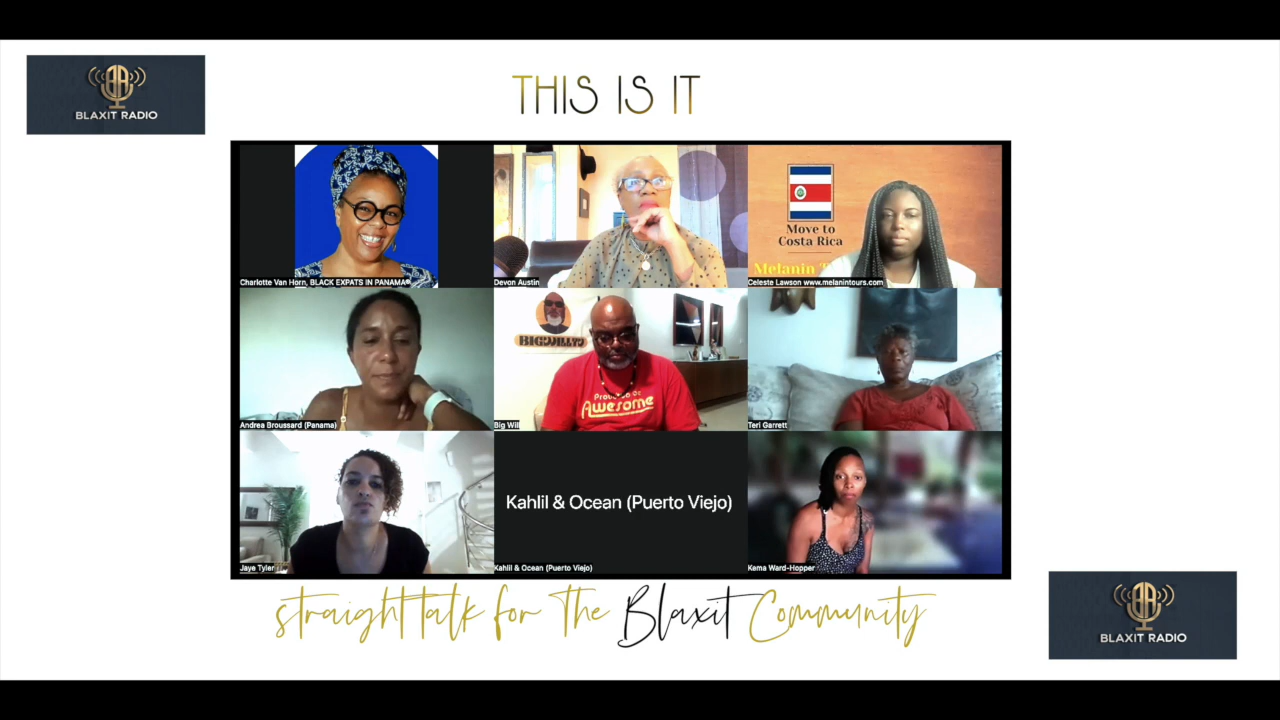 BLAXIT RADIO
THIS IS IT
Move to
Costa Rica
Melanin T
Charlotte Van Horn, BLACK EXPATS IN PANAMA®
Devon Austin
Celeste Lawson www.melanintours.com
BIGWILLTV
Awesome
Andrea Broussard (Panama)
Big Will
Teri Garrett
Kahlil & Ocean (Puerto Viejo)
Jaye Tyler
Kahlil & Ocean (Puerto Viejo)
Kema Ward-Hopper
straight talk for The Blaxit Community
BLAXIT RADIO